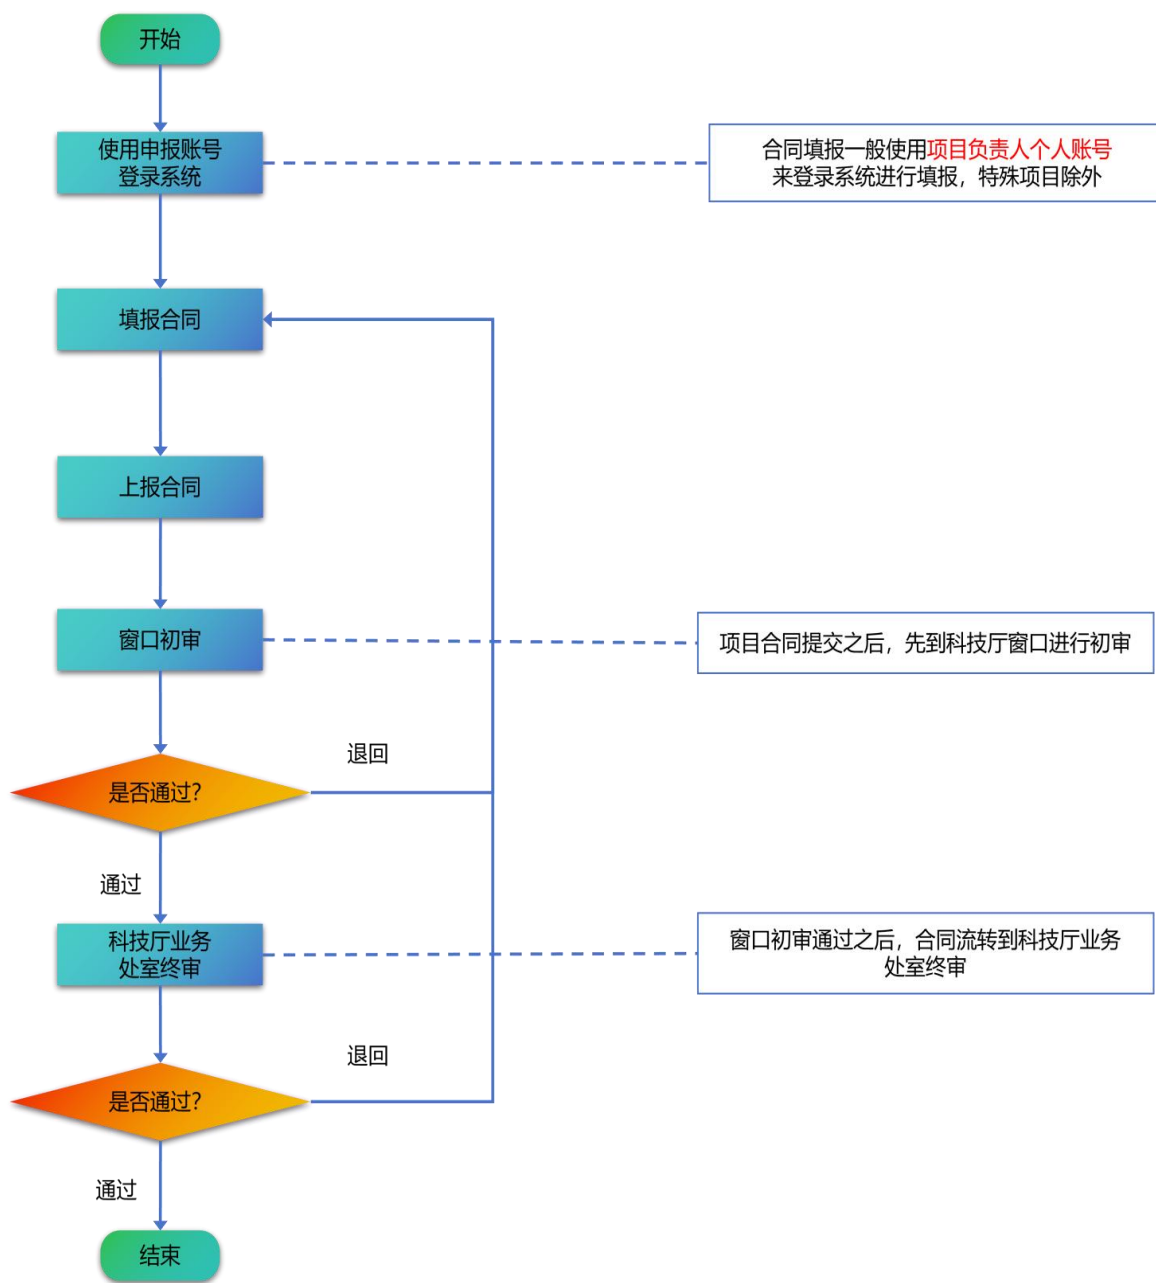 开始
使用申报账号
登录系统
合同填报一般使用项目负责人个人账号
来登录系统进行填报，特殊项目除外
填报合同
上报合同
窗口初审
项目合同提交之后，先到科技厅窗口进行初审
退回
是否通过？
通过
科技厅业务
处室终审
窗口初审通过之后，合同流转到科技厅业务
处室终审
退回
是否通过？
通过
结束